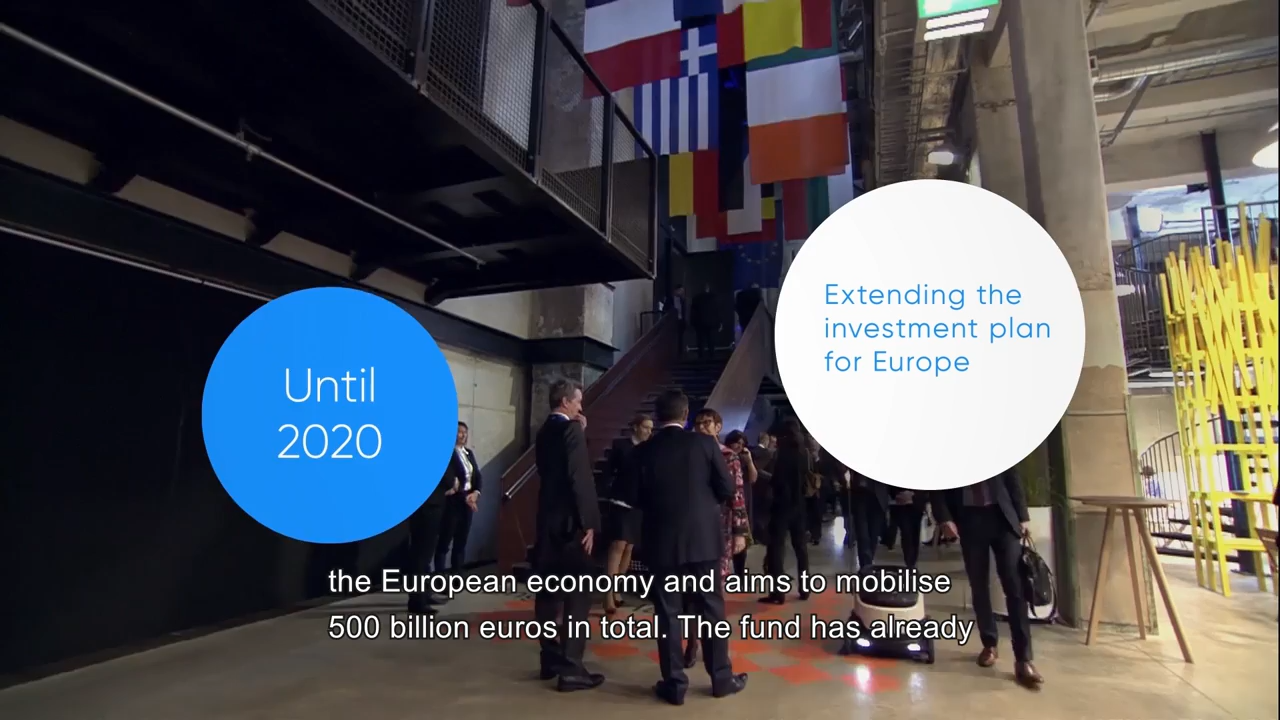 Until
2020
Extending the
investment plan
for Europe
the European economy and aims to mobilise
500 billion euros in total. The fund has already